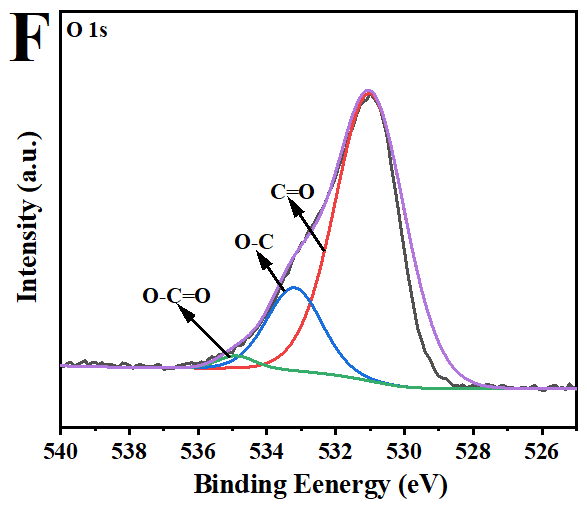 F
O 1s
C=O
O-C
O-C=O
Intensity (a.u.)
540 538 536 534 532 530 528 526
Binding Eenergy (eV)